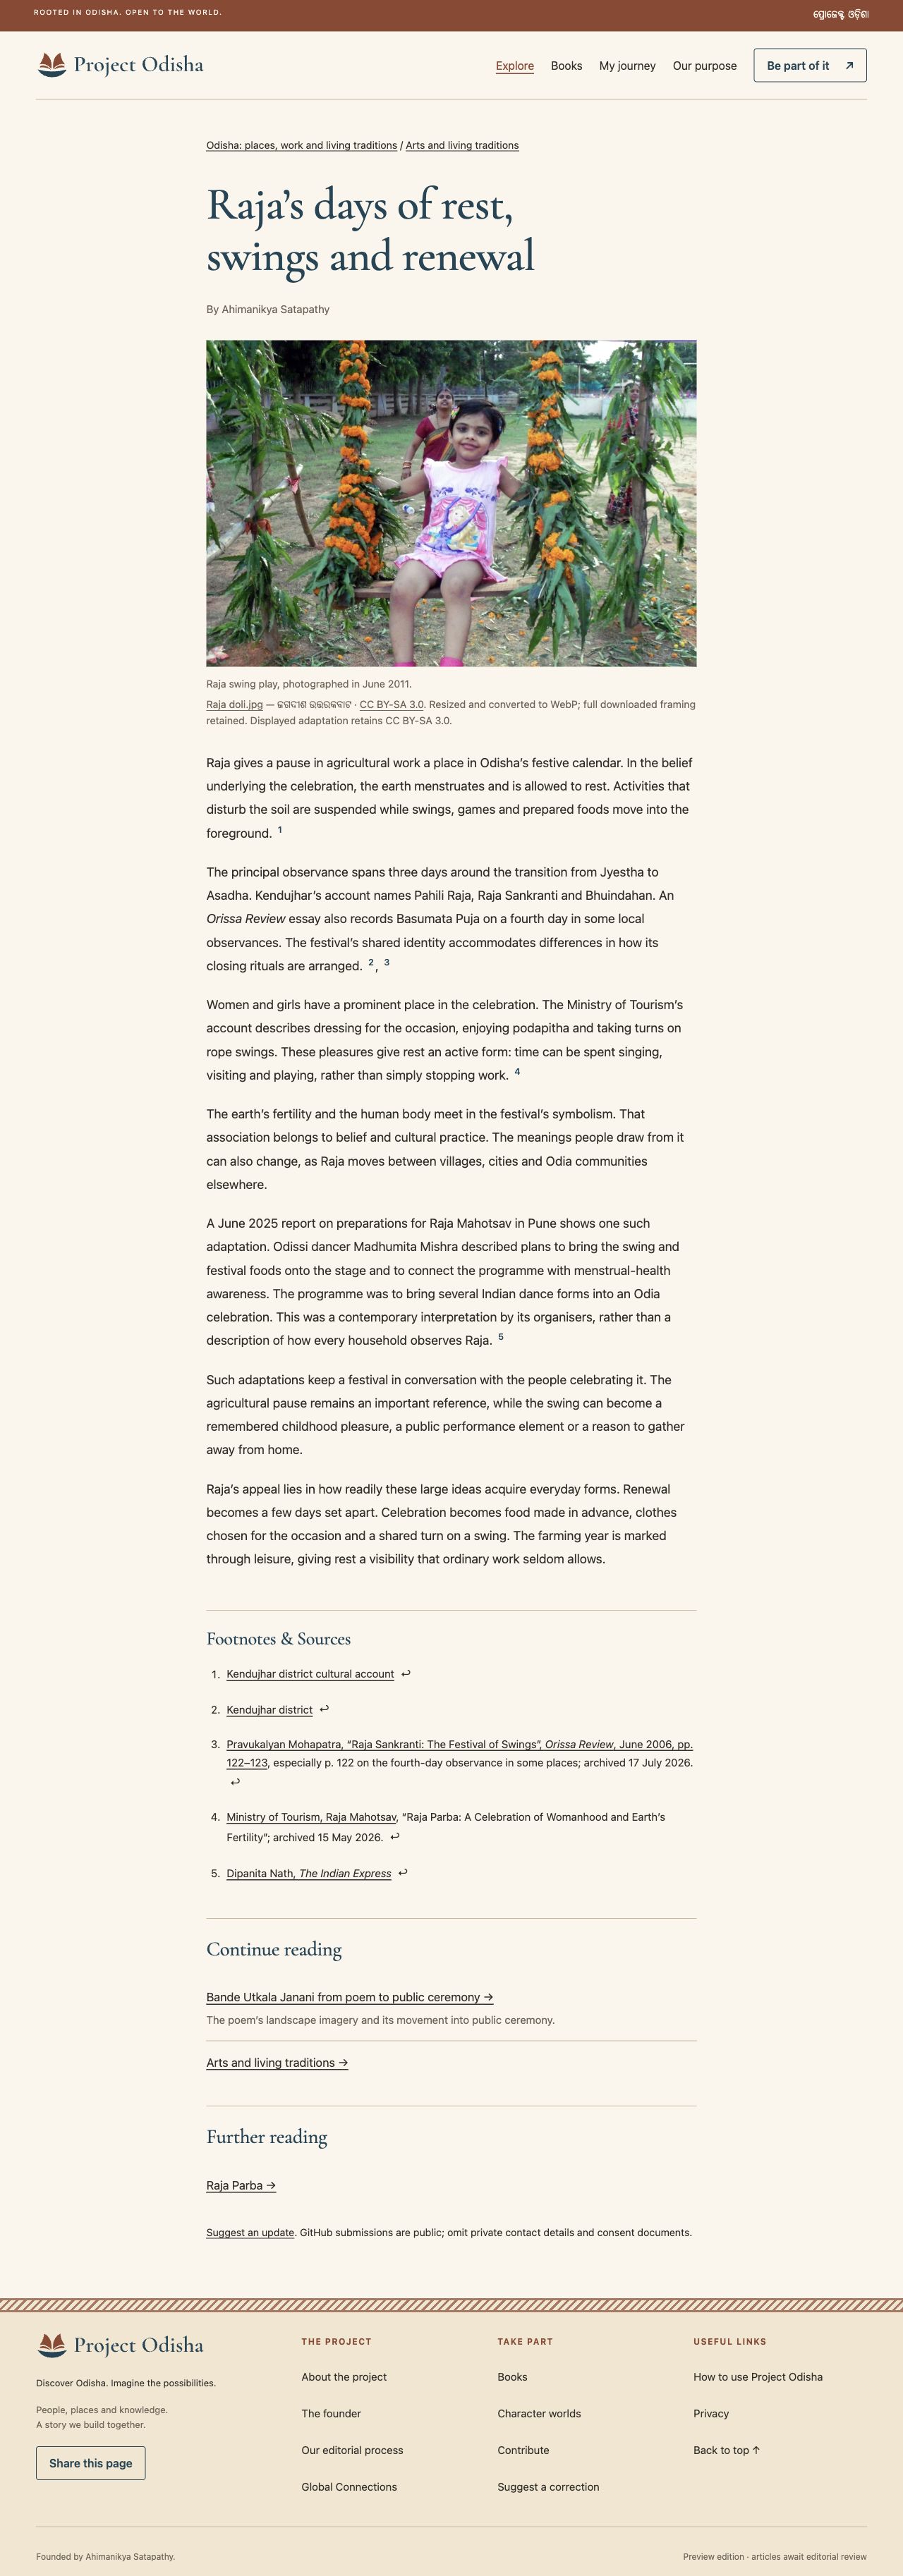 ROOTED IN ODISHA. OPEN TO THE WORLD.
ପ୍ରୋଜେକ୍ଟ ଓଡ଼ିଶା
Project Odisha
Explore
Books
My journey
Our purpose
Be part of it ↗
Odisha: places, work and living traditions / Arts and living traditions
Raja’s days of rest,
swings and renewal
By Ahimanikya Satapathy
Raja swing play, photographed in June 2011.
Raja doli.jpg — ଜଗଦୀଶ ଉତ୍ତରକବାଟ · CC BY-SA 3.0. Resized and converted to WebP; full downloaded framing
retained. Displayed adaptation retains CC BY-SA 3.0.
Raja gives a pause in agricultural work a place in Odisha’s festive calendar. In the belief
underlying the celebration, the earth menstruates and is allowed to rest. Activities that
disturb the soil are suspended while swings, games and prepared foods move into the
foreground. 1
The principal observance spans three days around the transition from Jyestha to
Asadha. Kendujhar’s account names Pahili Raja, Raja Sankranti and Bhuindahan. An
Orissa Review essay also records Basumata Puja on a fourth day in some local
observances. The festival’s shared identity accommodates differences in how its
closing rituals are arranged. 2, 3
Women and girls have a prominent place in the celebration. The Ministry of Tourism’s
account describes dressing for the occasion, enjoying podapitha and taking turns on
rope swings. These pleasures give rest an active form: time can be spent singing,
visiting and playing, rather than simply stopping work. 4
The earth’s fertility and the human body meet in the festival’s symbolism. That
association belongs to belief and cultural practice. The meanings people draw from it
can also change, as Raja moves between villages, cities and Odia communities
elsewhere.
A June 2025 report on preparations for Raja Mahotsav in Pune shows one such
adaptation. Odissi dancer Madhumita Mishra described plans to bring the swing and
festival foods onto the stage and to connect the programme with menstrual-health
awareness. The programme was to bring several Indian dance forms into an Odia
celebration. This was a contemporary interpretation by its organisers, rather than a
description of how every household observes Raja. 5
Such adaptations keep a festival in conversation with the people celebrating it. The
agricultural pause remains an important reference, while the swing can become a
remembered childhood pleasure, a public performance element or a reason to gather
away from home.
Raja’s appeal lies in how readily these large ideas acquire everyday forms. Renewal
becomes a few days set apart. Celebration becomes food made in advance, clothes
chosen for the occasion and a shared turn on a swing. The farming year is marked
through leisure, giving rest a visibility that ordinary work seldom allows.
Footnotes & Sources
1. Kendujhar district cultural account ↩
2. Kendujhar district ↩
3. Pravukalyan Mohapatra, “Raja Sankranti: The Festival of Swings”, Orissa Review, June 2006, pp.
122–123, especially p. 122 on the fourth-day observance in some places; archived 17 July 2026.
↩
4. Ministry of Tourism, Raja Mahotsav, “Raja Parba: A Celebration of Womanhood and Earth’s
Fertility”; archived 15 May 2026. ↩
5. Dipanita Nath, The Indian Express ↩
Continue reading
Bande Utkala Janani from poem to public ceremony →
The poem’s landscape imagery and its movement into public ceremony.
Arts and living traditions →
Further reading
Raja Parba →
Suggest an update. GitHub submissions are public; omit private contact details and consent documents.
Project Odisha
Discover Odisha. Imagine the possibilities.
People, places and knowledge.
A story we build together.
Share this page
THE PROJECT
About the project
The founder
Our editorial process
Global Connections
TAKE PART
Books
Character worlds
Contribute
Suggest a correction
USEFUL LINKS
How to use Project Odisha
Privacy
Back to top ↑
Founded by Ahimanikya Satapathy.
Preview edition · articles await editorial review